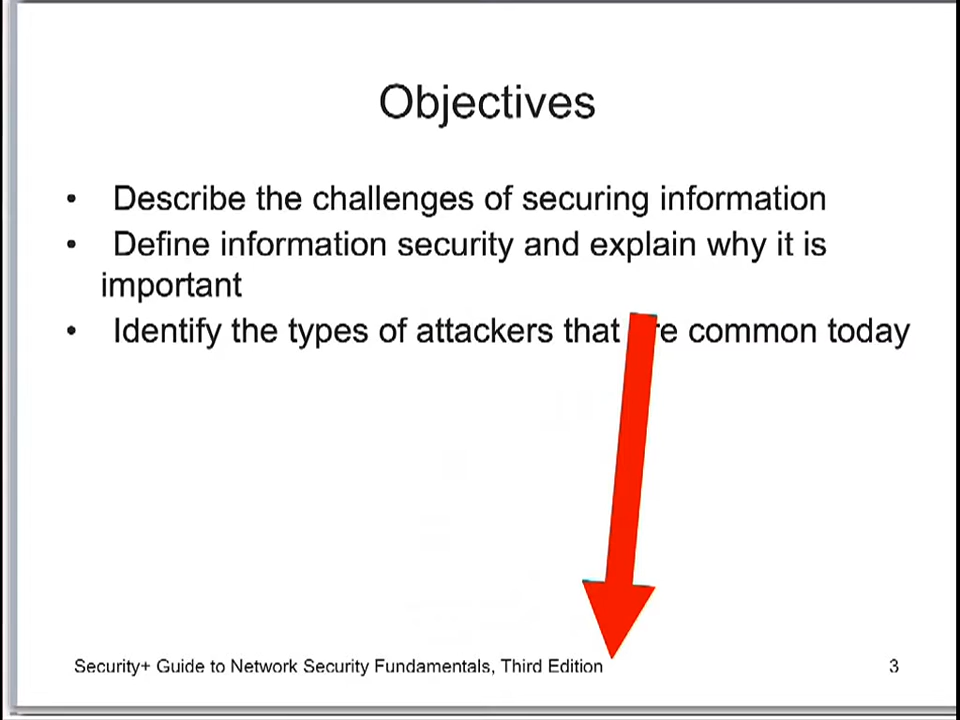 Objectives
• Describe the challenges of securing information
• Define information security and explain why it is
important
• Identify the types of attackers that re common today
Security+ Guide to Network Security Fundamentals, Third Edition
3